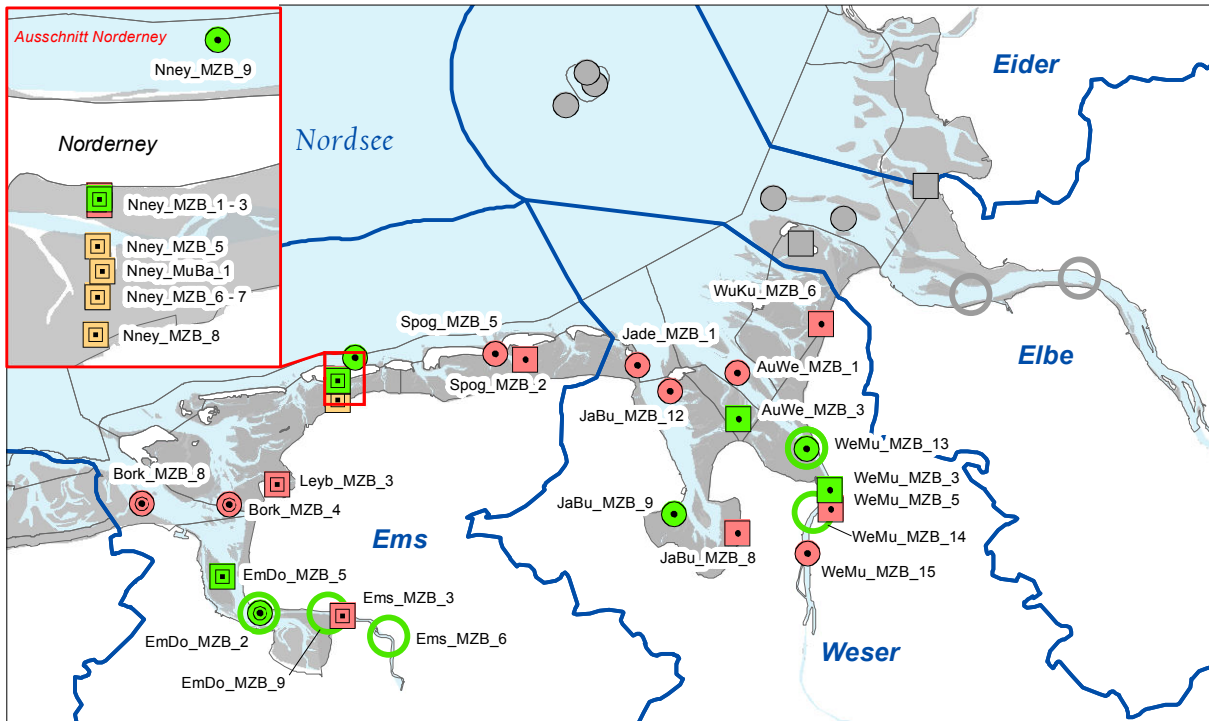 Ausschnitt Norderney
Nney_MZB_9
Norderney
Nney_MZB_1 - 3
Nney_MZB_5
Nney_MuBa_1
Nney_MZB_6 - 7
Nney_MZB_8
Nordsee
Eider
Elbe
WuKu_MZB_6
Spog_MZB_5
Jade_MZB_1
Spog_MZB_2
AuWe_MZB_1
JaBu_MZB_12
AuWe_MZB_3
WeMu_MZB_13
Bork_MZB_8
Leyb_MZB_3
WeMu_MZB_3
WeMu_MZB_5
JaBu_MZB_9
Bork_MZB_4
Ems
WeMu_MZB_14
JaBu_MZB_8
WeMu_MZB_15
EmDo_MZB_5
Ems_MZB_3
EmDo_MZB_2
Ems_MZB_6
Weser
EmDo_MZB_9